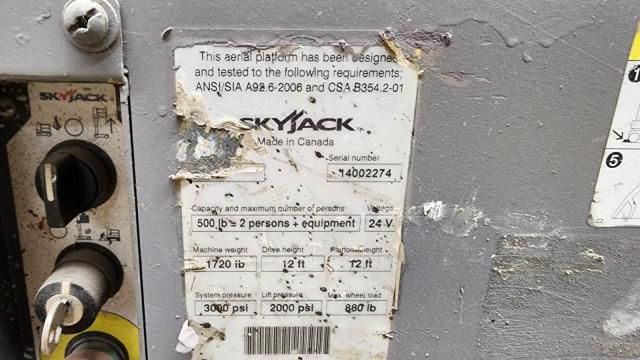 This aerial platform has been designed
and tested to the following requirements:
ANSI/SIA A92.6-2006 and CSA B354.2-01
SKYJACK
SKYJACK
Made in Canada
Serial number
14002274
Capacity and maximum number of persons
Voltage
500 lb = 2 persons + equipment
24 V
Machine weight
Drive height
Platform height
1720 lb
12 ft
12 ft
System pressure
Lift pressure
Max. wheel load
3000 psi
2000 psi
880 lb
1
5